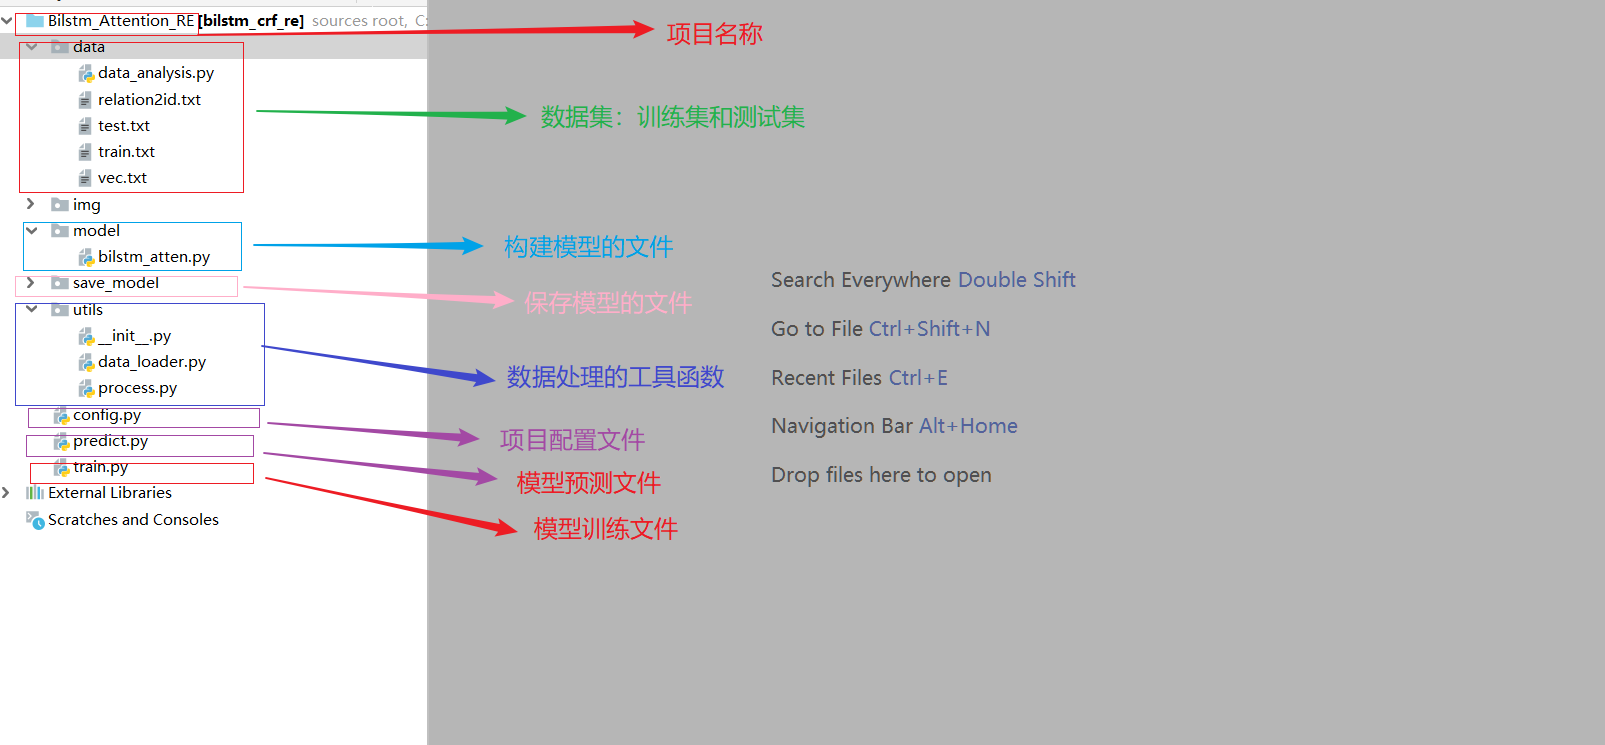 Bilstm_Attention_RE [bilstm_crf_re] sources root, C:
项目名称
data
data_analysis.py
relation2id.txt
数据集：训练集和测试集
test.txt
train.txt
vec.txt
img
model
构建模型的文件
bilstm_atten.py
save_model
保存模型的文件
utils
__init__.py
data_loader.py
数据处理的工具函数
process.py
config.py
项目配置文件
predict.py
模型预测文件
train.py
模型训练文件
External Libraries
Scratches and Consoles
Search Everywhere Double Shift
Go to File Ctrl+Shift+N
Recent Files Ctrl+E
Navigation Bar Alt+Home
Drop files here to open